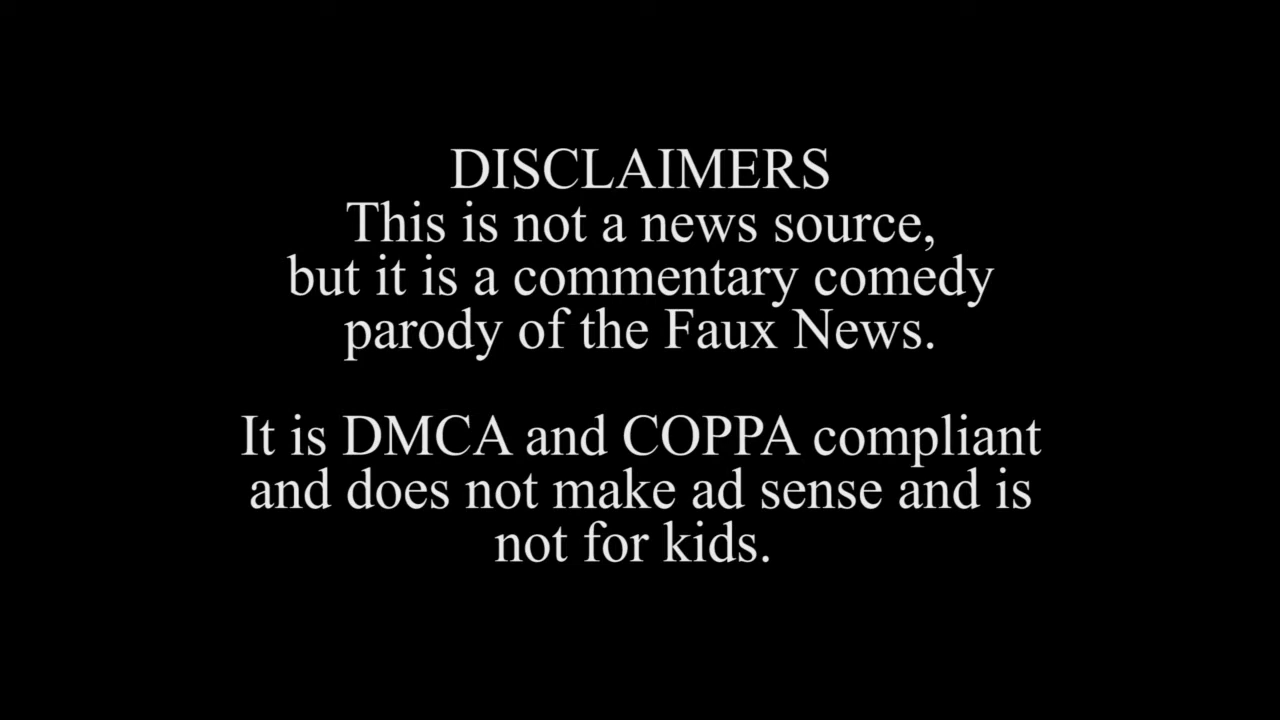 DISCLAIMERS
This is not a news source,
but it is a commentary comedy
parody of the Faux News.
It is DMCA and COPPA compliant
and does not make ad sense and is
not for kids.